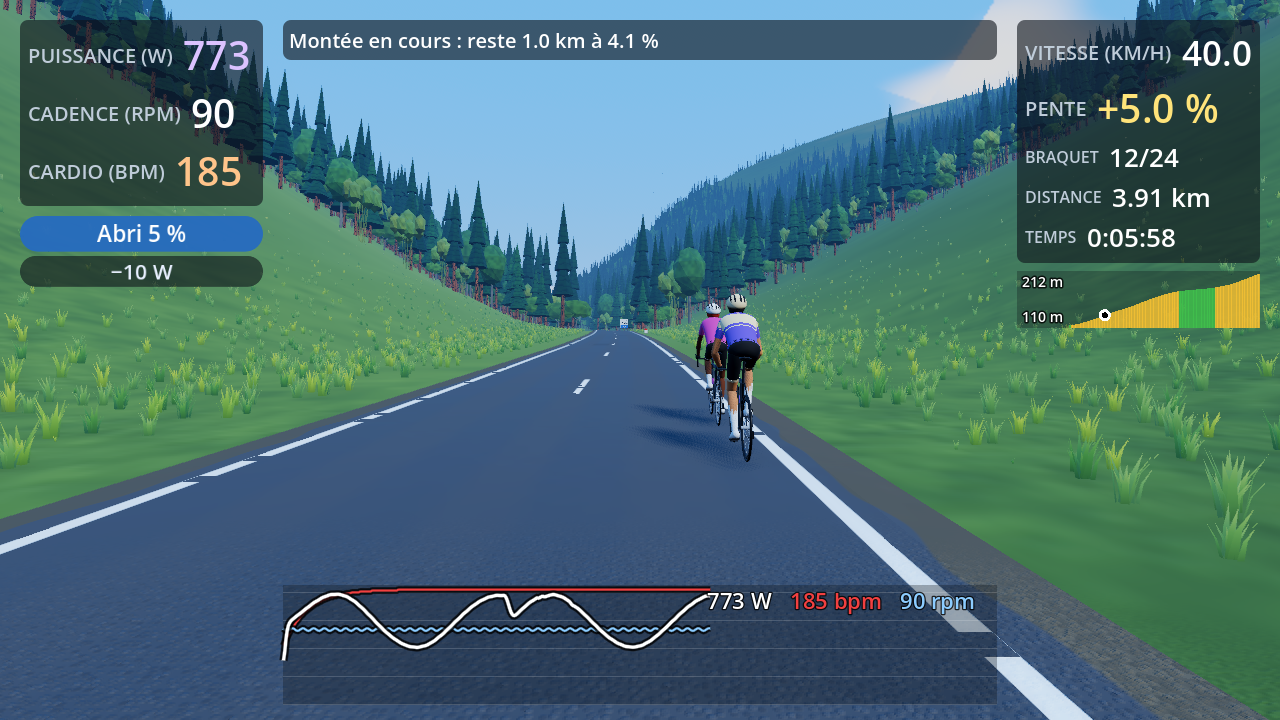 PUISSANCE (W) 773
CADENCE (RPM) 90
CARDIO (BPM) 185
Abri 5 %
−10 W
Montée en cours : reste 1.0 km à 4.1 %
VITESSE (KM/H) 40.0
PENTE +5.0 %
BRAQUET 12/24
DISTANCE 3.91 km
TEMPS 0:05:58
212 m
110 m
773 W 185 bpm 90 rpm